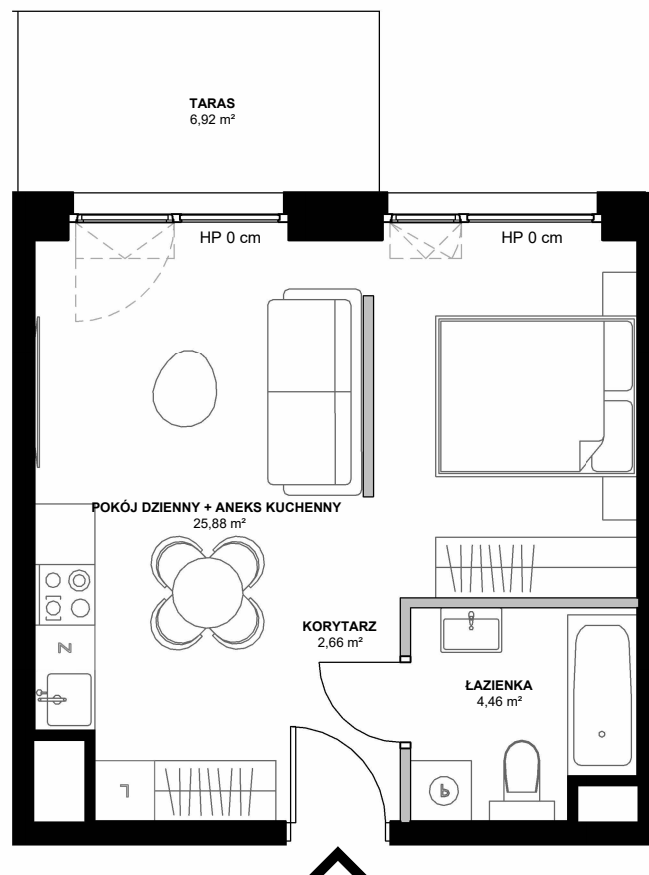 TARAS
6,92 m²
HP 0 cm
HP 0 cm
POKÓJ DZIENNY + ANEKS KUCHENNY
25,88 m²
KORYTARZ
2,66 m²
N
ŁAZIENKA
4,46 m²
L
b